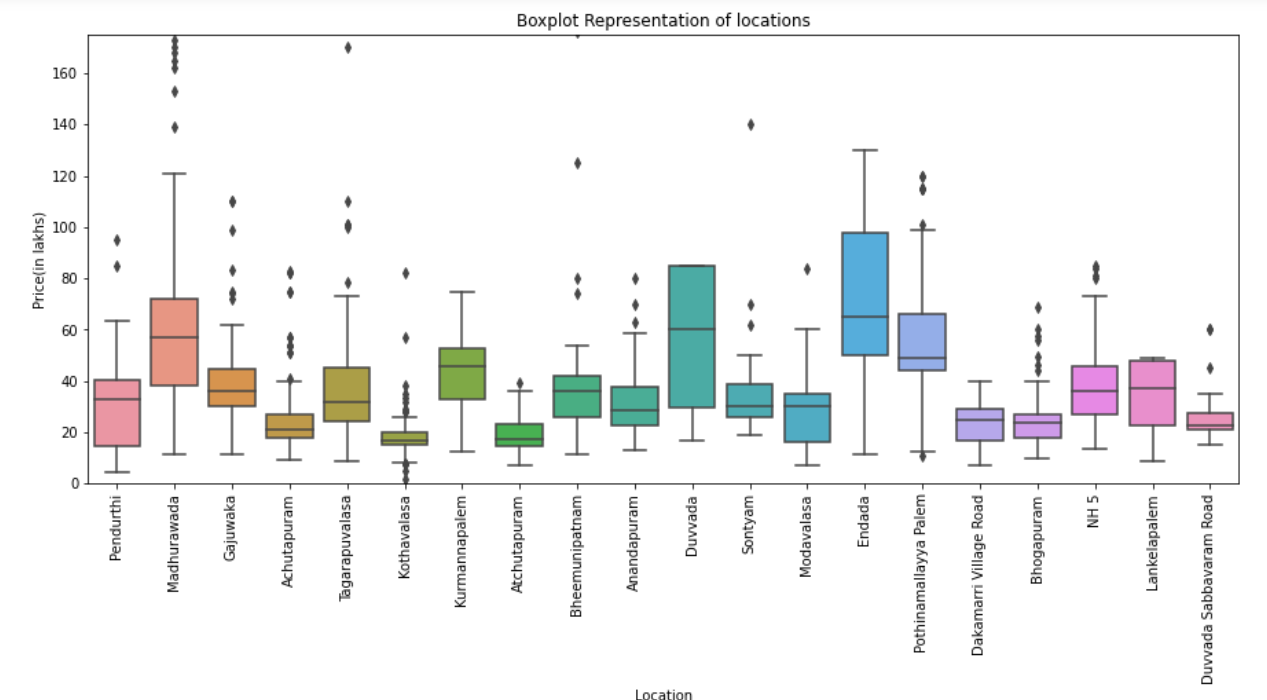 Boxplot Representation of locations
Price(in lakhs)
160
140
120
100
80
60
40
20
0
Pendurthi
Madhurawada
Gajuwaka
Achutapuram
Tagarapuvalasa
Kothavalasa
Kurmannapalem
Atchutapuram
Bheemunipatnam
Anandapuram
Duvvada
Sontyam
Modavalasa
Endada
Pothinamallayya Palem
Dakamarri Village Road
Bhogapuram
NH 5
Lankelapalem
Duvvada Sabbavaram Road
Location